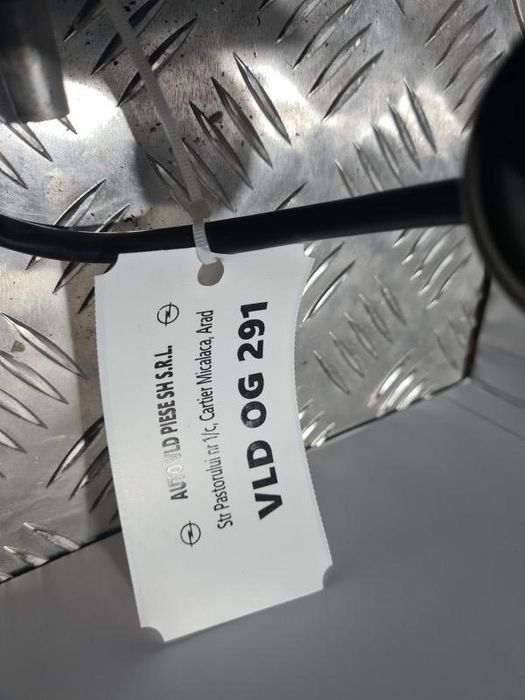 AUTO VLD PIESE SH S.R.L.
Str Pastorului nr 1/c, Cartier Micalaca, Arad
VLD OG 291